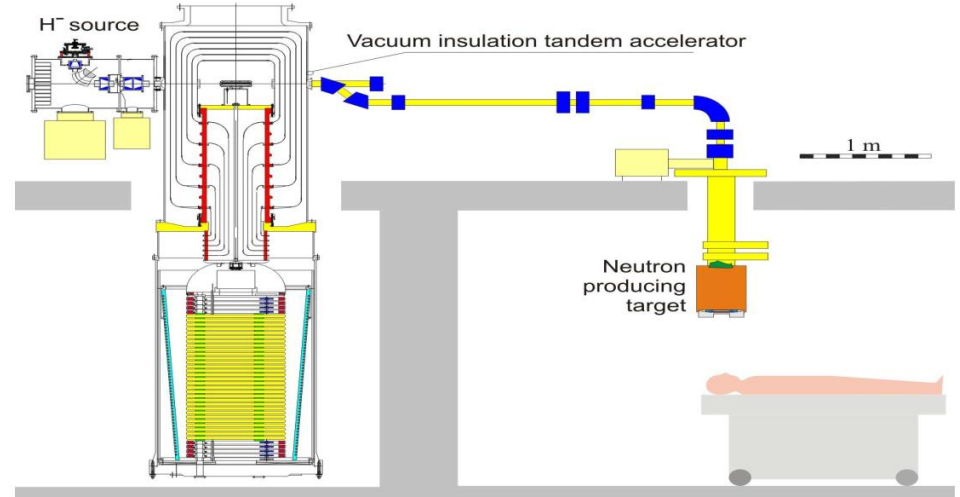 H⁻ source
Vacuum insulation tandem accelerator
1 m
Neutron
producing
target